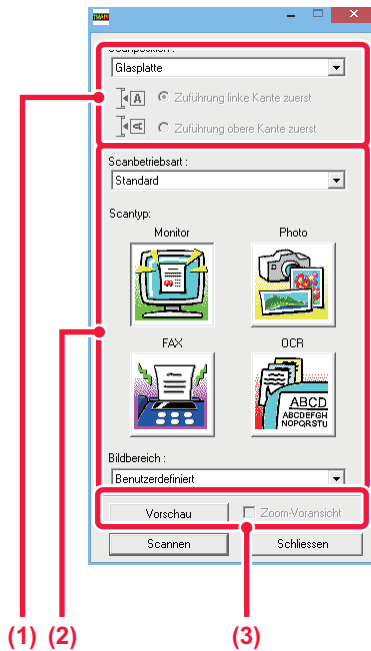 Scanposition :
Glasplatte
A Zuführung linke Kante zuerst
A Zuführung obere Kante zuerst
Scanbetriebsart :
Standard
Scantyp:
Monitor Photo
FAX OCR
ABCD
ABCDEFGH
NOPQRSTU
Bildbereich :
Benutzerdefiniert
Vorschau Zoom-Voransicht
Scannen Schliessen
(1) (2) (3)